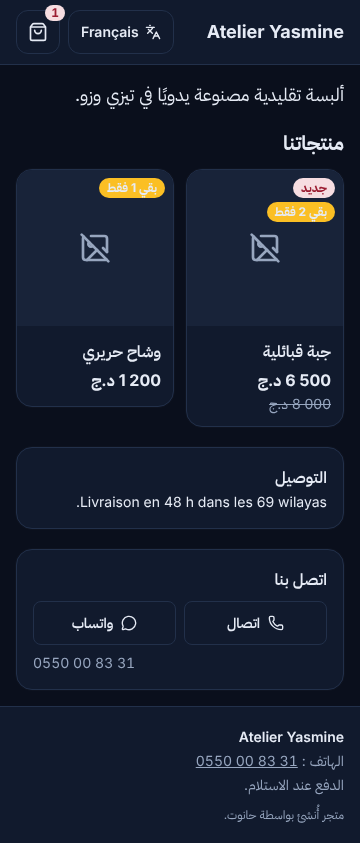 Atelier Yasmine
Français
1
ألبسة تقليدية مصنوعة يدويًا في تيزي وزو.
منتجاتنا
جديد
بقي 2 فقط
جبة قبائلية
6 500 د.ج
8 000 د.ج
بقي 1 فقط
وشاح حريري
1 200 د.ج
التوصيل
Livraison en 48 h dans les 69 wilayas.
اتصل بنا
اتصال
واتساب
0550 00 83 31
Atelier Yasmine
الهاتف : 0550 00 83 31
الدفع عند الاستلام.
متجر أُنشئ بواسطة حانوت.